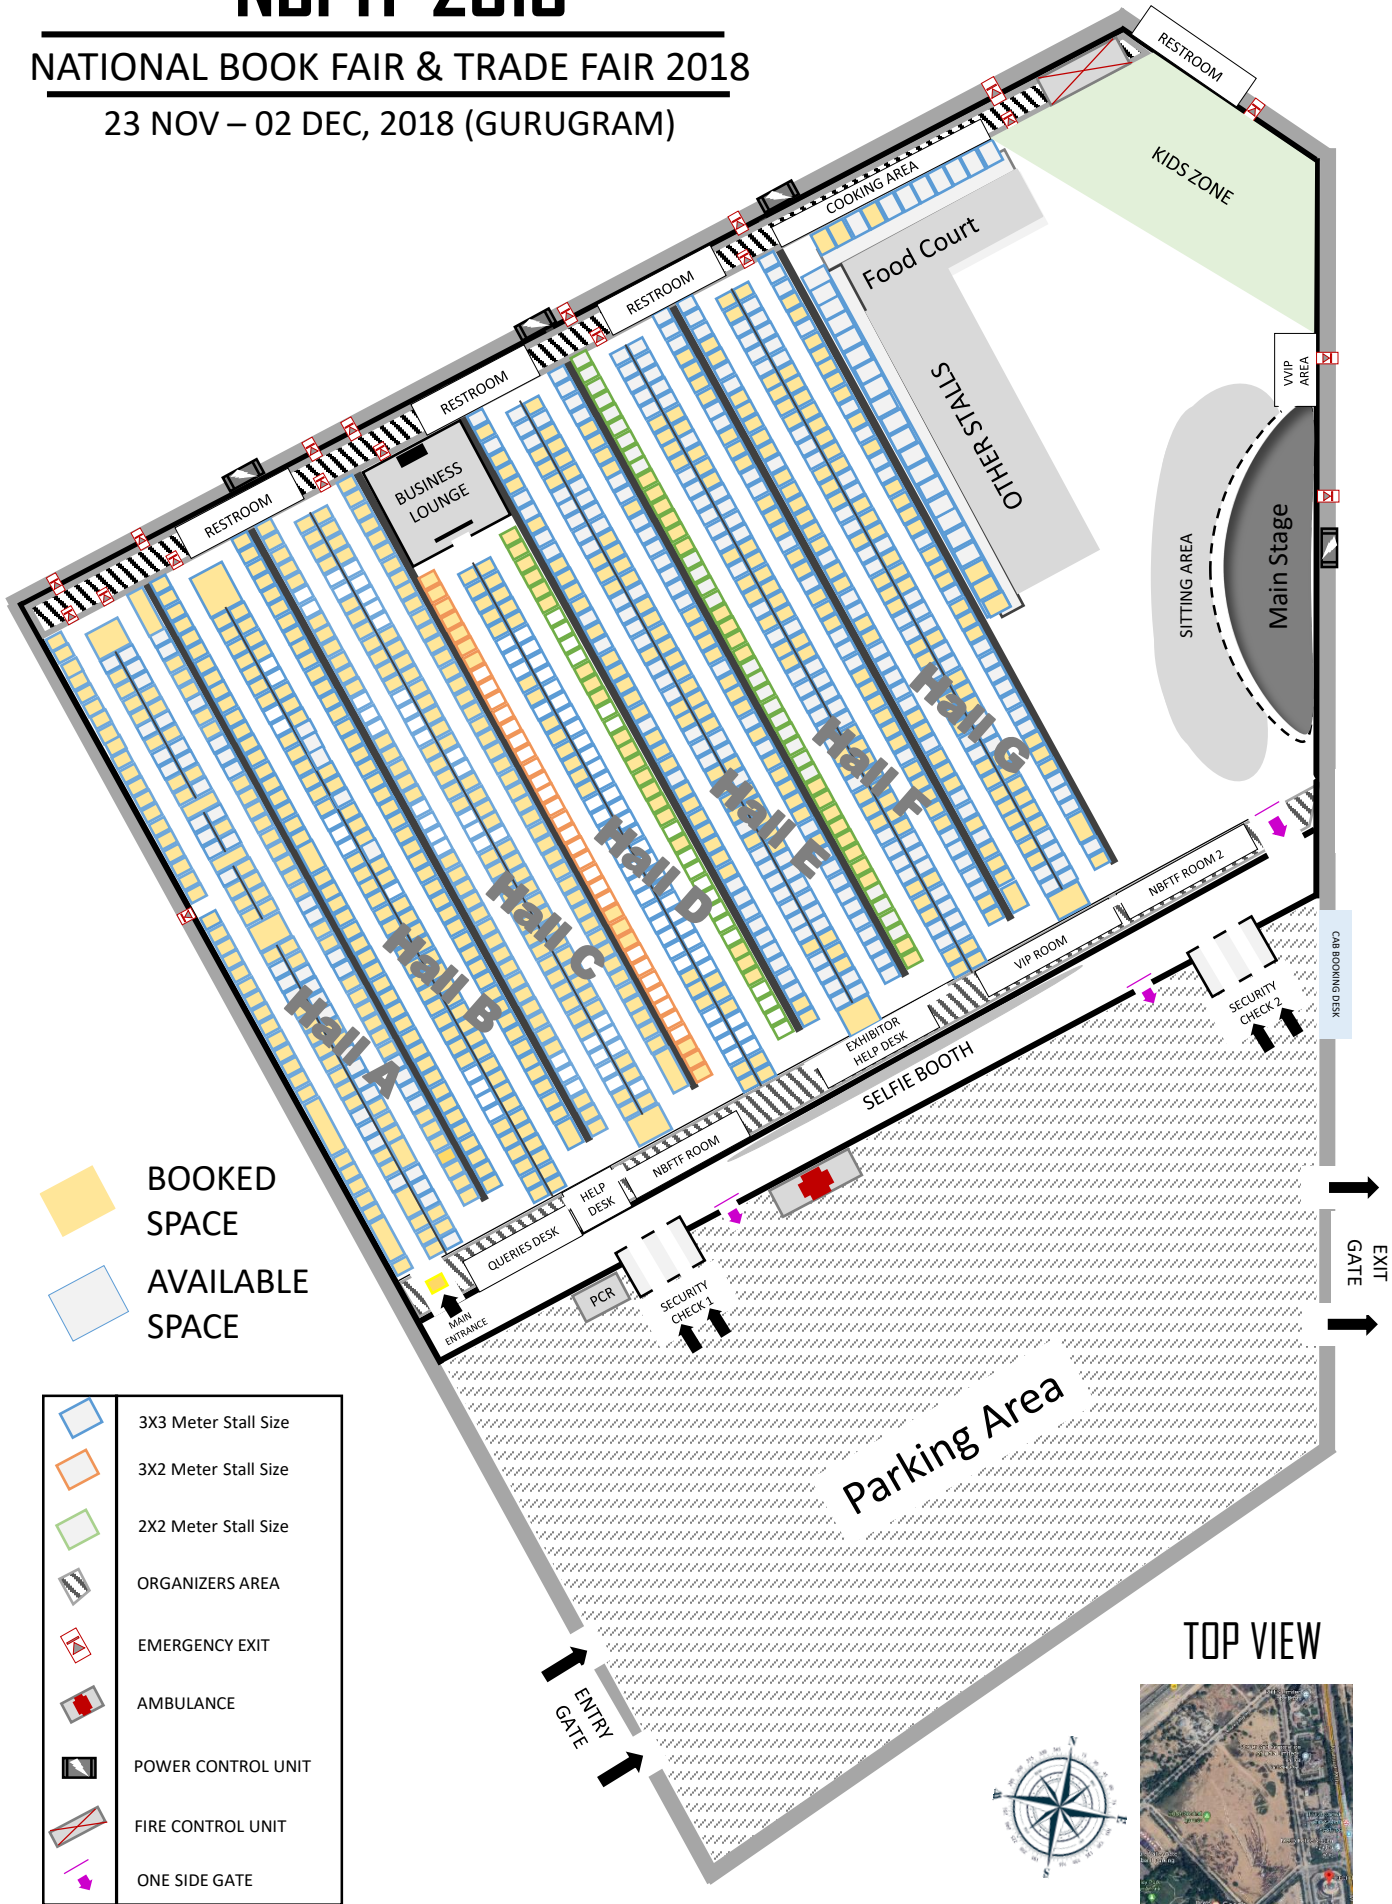 NBFTF 2018
NATIONAL BOOK FAIR & TRADE FAIR 2018
23 NOV – 02 DEC, 2018 (GURUGRAM)
RESTROOM
KIDS ZONE
COOKING AREA
Food Court
RESTROOM
OTHER STALLS
VVIP
AREA
RESTROOM
BUSINESS
LOUNGE
RESTROOM
SITTING AREA
Main Stage
Hall G
Hall F
Hall E
Hall D
Hall C
Hall B
Hall A
NBFTF ROOM 2
VIP ROOM
EXHIBITOR
HELP DESK
SELFIE BOOTH
NBFTF ROOM
HELP
DESK
QUERIES DESK
MAIN
ENTRANCE
PCR
SECURITY
CHECK 1
SECURITY
CHECK 2
CAB BOOKING DESK
EXIT
GATE
Parking Area
ENTRY
GATE
BOOKED
SPACE
AVAILABLE
SPACE
3X3 Meter Stall Size
3X2 Meter Stall Size
2X2 Meter Stall Size
ORGANIZERS AREA
EMERGENCY EXIT
AMBULANCE
POWER CONTROL UNIT
FIRE CONTROL UNIT
ONE SIDE GATE
TOP VIEW
N
W
E
S